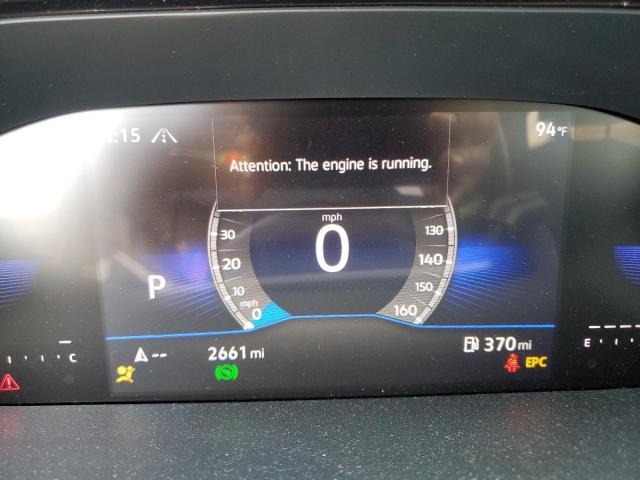 :15
94 °F
Attention: The engine is running.
mph
0
30
20
10
mph
0
130
140
150
160
P
--
2661 mi
370 mi
C
E
EPC